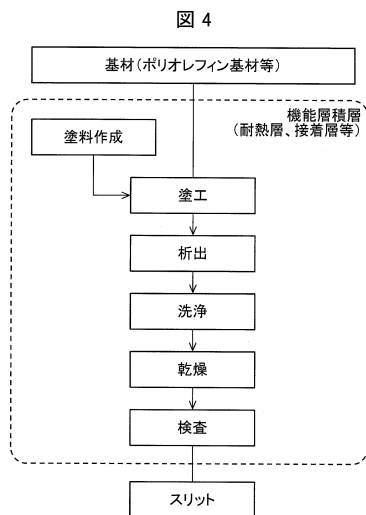 図 4
基材(ポリオレフィン基材等)
機能層積層
(耐熱層、接着層等)
塗料作成
塗工
析出
洗浄
乾燥
検査
スリット